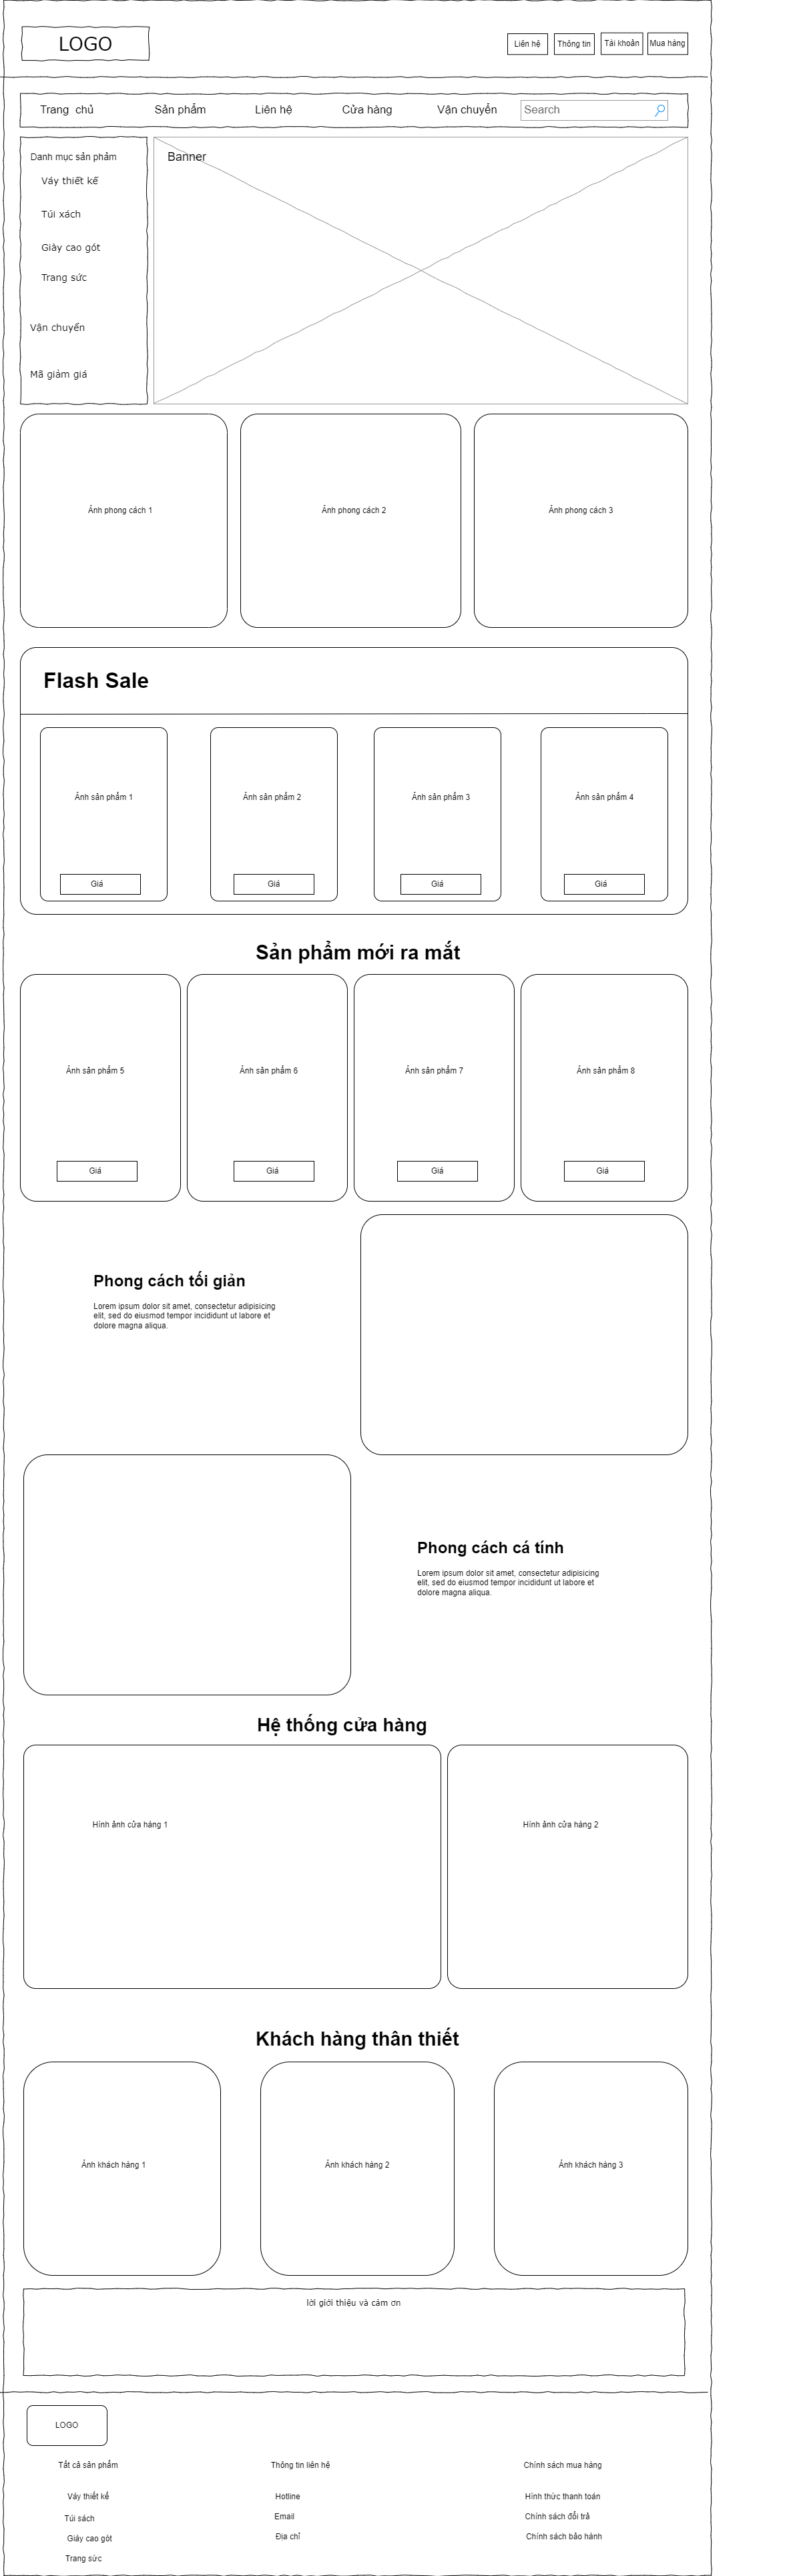 LOGO
Liên hệ
Thông tin
Tài khoản
Mua hàng
Trang chủ
Sản phẩm
Liên hệ
Cửa hàng
Vận chuyển
Search
Danh mục sản phẩm
Váy thiết kế
Túi xách
Giày cao gót
Trang sức
Vận chuyển
Mã giảm giá
Banner
Ảnh phong cách 1
Ảnh phong cách 2
Ảnh phong cách 3
Flash Sale
Ảnh sản phẩm 1
Ảnh sản phẩm 2
Ảnh sản phẩm 3
Ảnh sản phẩm 4
Giá
Giá
Giá
Giá
Sản phẩm mới ra mắt
Ảnh sản phẩm 5
Ảnh sản phẩm 6
Ảnh sản phẩm 7
Ảnh sản phẩm 8
Giá
Giá
Giá
Giá
Phong cách tối giản
Lorem ipsum dolor sit amet, consectetur adipisicing
elit, sed do eiusmod tempor incididunt ut labore et
dolore magna aliqua.
Phong cách cá tính
Lorem ipsum dolor sit amet, consectetur adipisicing
elit, sed do eiusmod tempor incididunt ut labore et
dolore magna aliqua.
Hệ thống cửa hàng
Hình ảnh cửa hàng 1
Hình ảnh cửa hàng 2
Khách hàng thân thiết
Ảnh khách hàng 1
Ảnh khách hàng 2
Ảnh khách hàng 3
lời giới thiệu và cảm ơn
LOGO
Tất cả sản phẩm
Váy thiết kế
Túi sách
Giày cao gót
Trang sức
Thông tin liên hệ
Hotline
Email
Địa chỉ
Chính sách mua hàng
Hình thức thanh toán
Chính sách đổi trả
Chính sách bảo hành